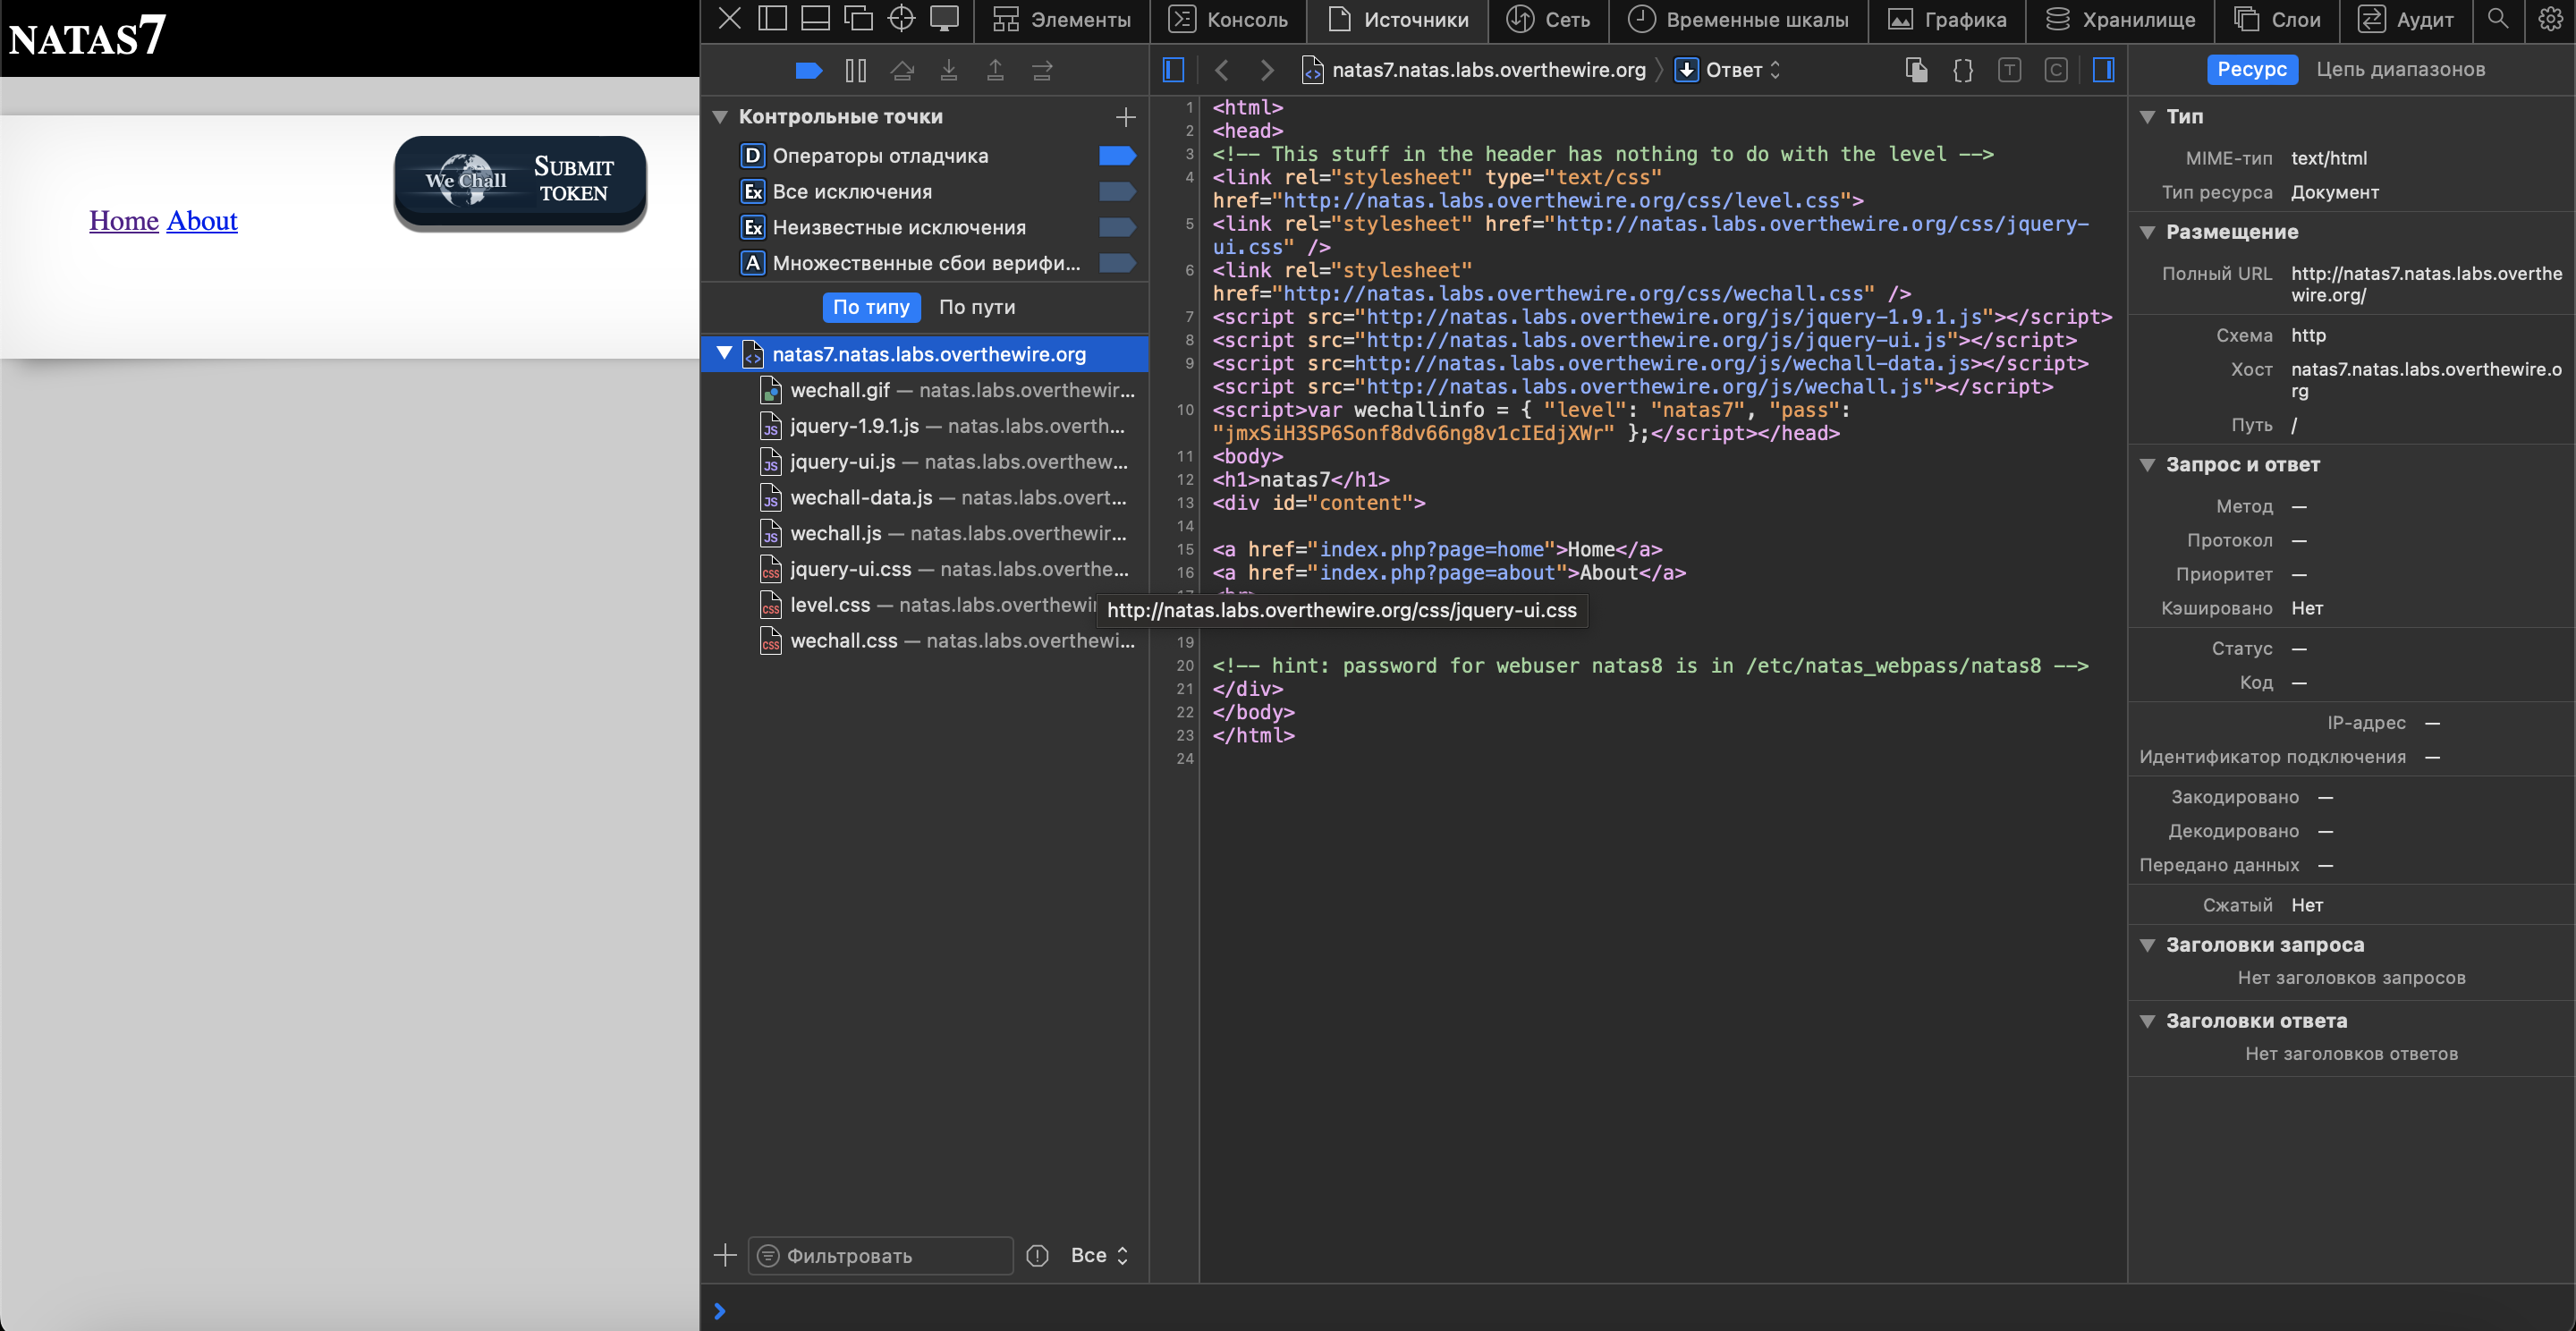 NATAS7
We Chall SUBMIT TOKEN
Home About
Элементы Консоль Источники Сеть Временные шкалы Графика Хранилище Слои Аудит
natas7.natas.labs.overthewire.org Ответ
Ресурс Цепь диапазонов
Контрольные точки
D Операторы отладчика
Ex Все исключения
Ex Неизвестные исключения
A Множественные сбои верифи...
По типу По пути
natas7.natas.labs.overthewire.org
wechall.gif — natas.labs.overthewir...
jquery-1.9.1.js — natas.labs.overth...
jquery-ui.js — natas.labs.overthew...
wechall-data.js — natas.labs.overt...
wechall.js — natas.labs.overthewir...
jquery-ui.css — natas.labs.overthe...
level.css — natas.labs.overthewi
wechall.css — natas.labs.overthewi...
Фильтровать Все
1 <html>
2 <head>
3 <!-- This stuff in the header has nothing to do with the level -->
4 <link rel="stylesheet" type="text/css"
href="http://natas.labs.overthewire.org/css/level.css">
5 <link rel="stylesheet" href="http://natas.labs.overthewire.org/css/jquery-
ui.css" />
6 <link rel="stylesheet"
href="http://natas.labs.overthewire.org/css/wechall.css" />
7 <script src="http://natas.labs.overthewire.org/js/jquery-1.9.1.js"></script>
8 <script src="http://natas.labs.overthewire.org/js/jquery-ui.js"></script>
9 <script src=http://natas.labs.overthewire.org/js/wechall-data.js></script>
<script src="http://natas.labs.overthewire.org/js/wechall.js"></script>
10 <script>var wechallinfo = { "level": "natas7", "pass":
"jmxSiH3SP6Sonf8dv66ng8v1cIEdjXWr" };</script></head>
11 <body>
12 <h1>natas7</h1>
13 <div id="content">
14
15 <a href="index.php?page=home">Home</a>
16 <a href="index.php?page=about">About</a>
http://natas.labs.overthewire.org/css/jquery-ui.css
19
20 <!-- hint: password for webuser natas8 is in /etc/natas_webpass/natas8 -->
21 </div>
22 </body>
23 </html>
24
Тип
MIME-тип text/html
Тип ресурса Документ
Размещение
Полный URL http://natas7.natas.labs.overthe
wire.org/
Схема http
Хост natas7.natas.labs.overthewire.o
rg
Путь /
Запрос и ответ
Метод —
Протокол —
Приоритет —
Кэшировано Нет
Статус —
Код —
IP-адрес —
Идентификатор подключения —
Закодировано —
Декодировано —
Передано данных —
Сжатый Нет
Заголовки запроса
Нет заголовков запросов
Заголовки ответа
Нет заголовков ответов